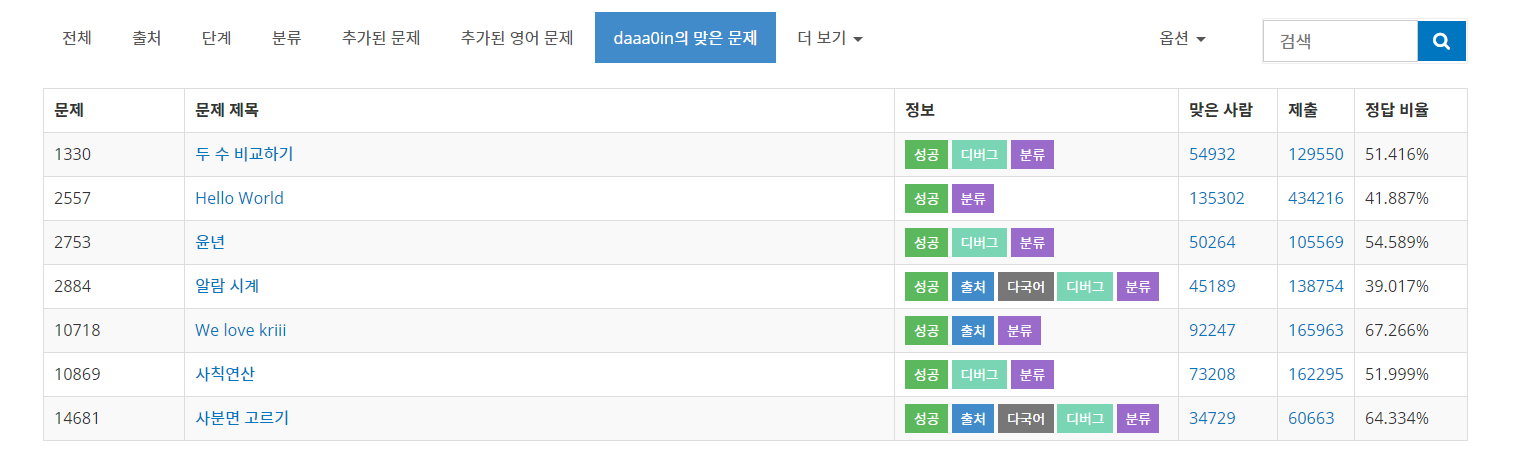 전체 출처 단계 분류 추가된 문제 추가된 영어 문제 daaa0in의 맞은 문제 더 보기 옵션 검색
문제 문제 제목 정보 맞은 사람 제출 정답 비율
1330 두 수 비교하기 성공 디버그 분류 54932 129550 51.416%
2557 Hello World 성공 분류 135302 434216 41.887%
2753 윤년 성공 디버그 분류 50264 105569 54.589%
2884 알람 시계 성공 출처 다국어 디버그 분류 45189 138754 39.017%
10718 We love kriii 성공 출처 분류 92247 165963 67.266%
10869 사칙연산 성공 디버그 분류 73208 162295 51.999%
14681 사분면 고르기 성공 출처 다국어 디버그 분류 34729 60663 64.334%